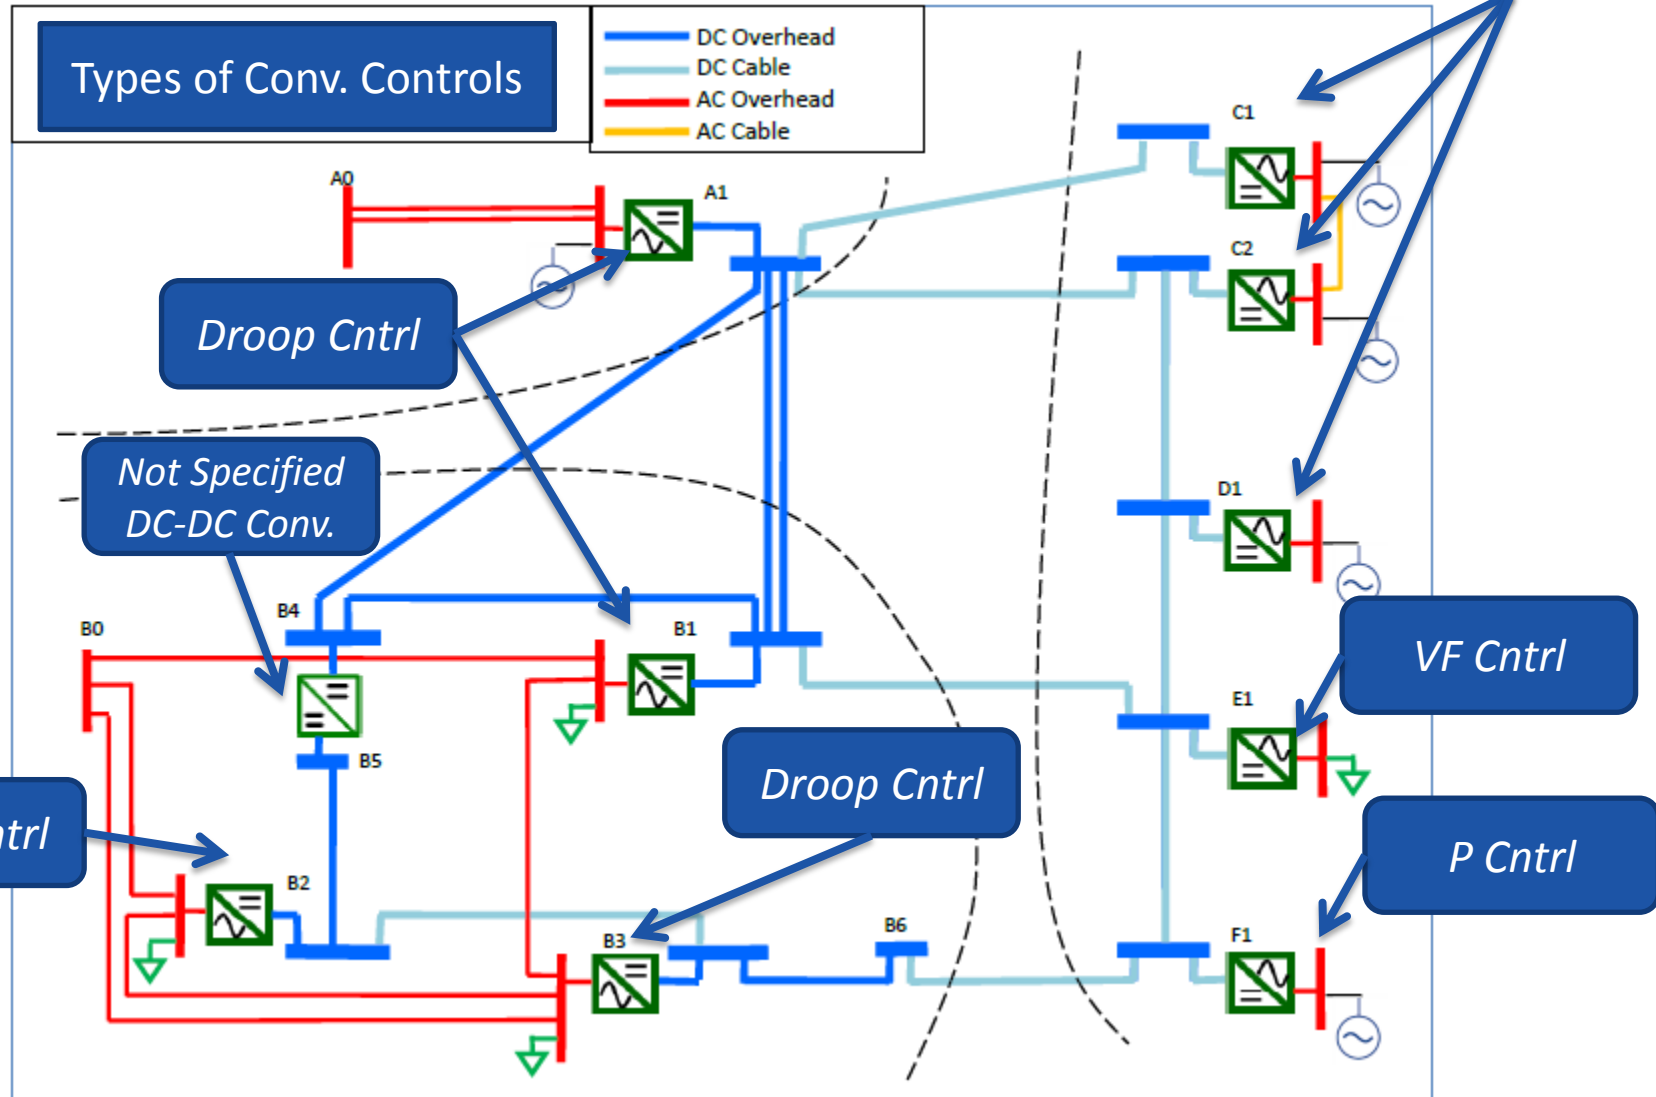 Types of Conv. Controls
DC Overhead
DC Cable
AC Overhead
AC Cable
A0
A1
C1
C2
Droop Cntrl
Not Specified
DC-DC Conv.
D1
B4
B0
B1
VF Cntrl
E1
B5
Droop Cntrl
P Cntrl
B2
B3
B6
F1